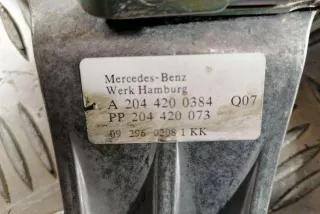 Mercedes-Benz
Werk Hamburg
A 204 420 0384 Q07
PP 204 420 073
09 296 0208 1 KK